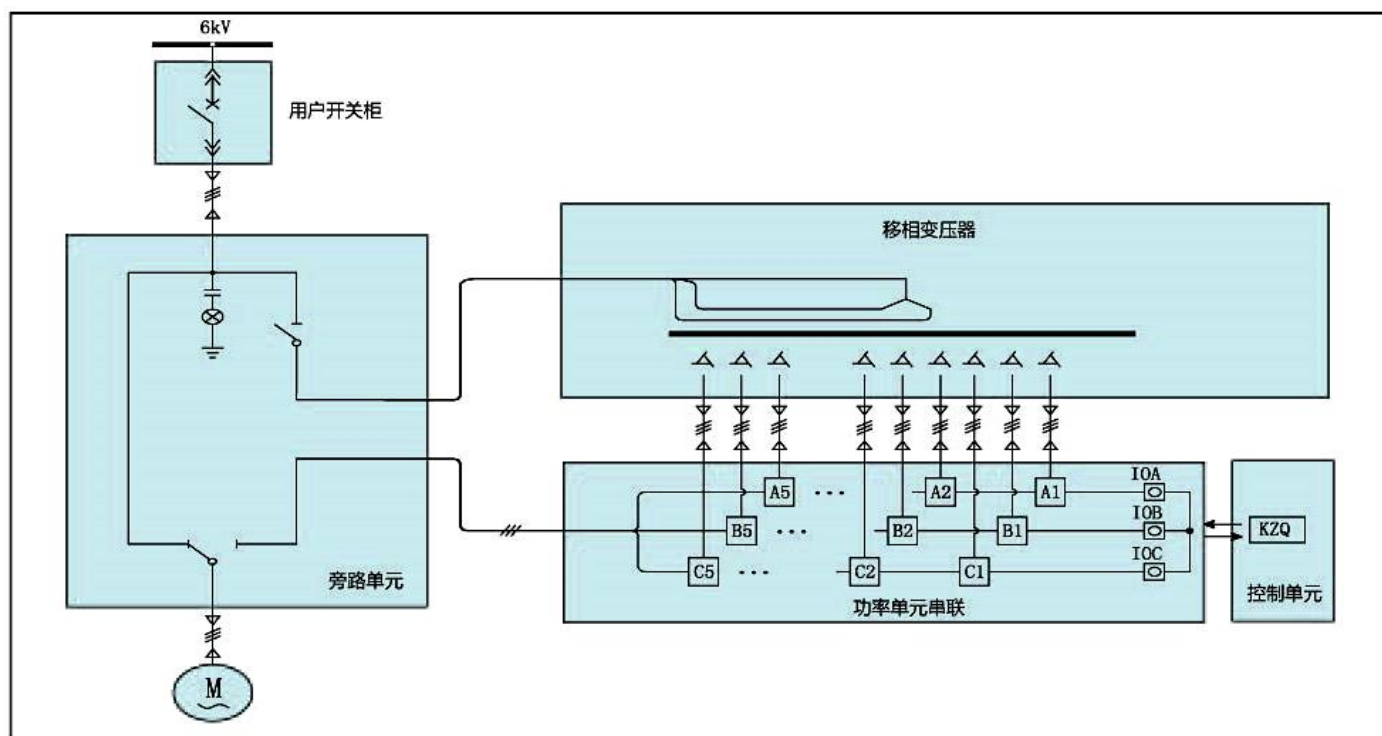 6kV
用户开关柜
移相变压器
A5 ··· A2 A1 IOA
B5 ··· B2 B1 IOB
KZQ
C5 ··· C2 C1 IOC
旁路单元
功率单元串联
控制单元
M